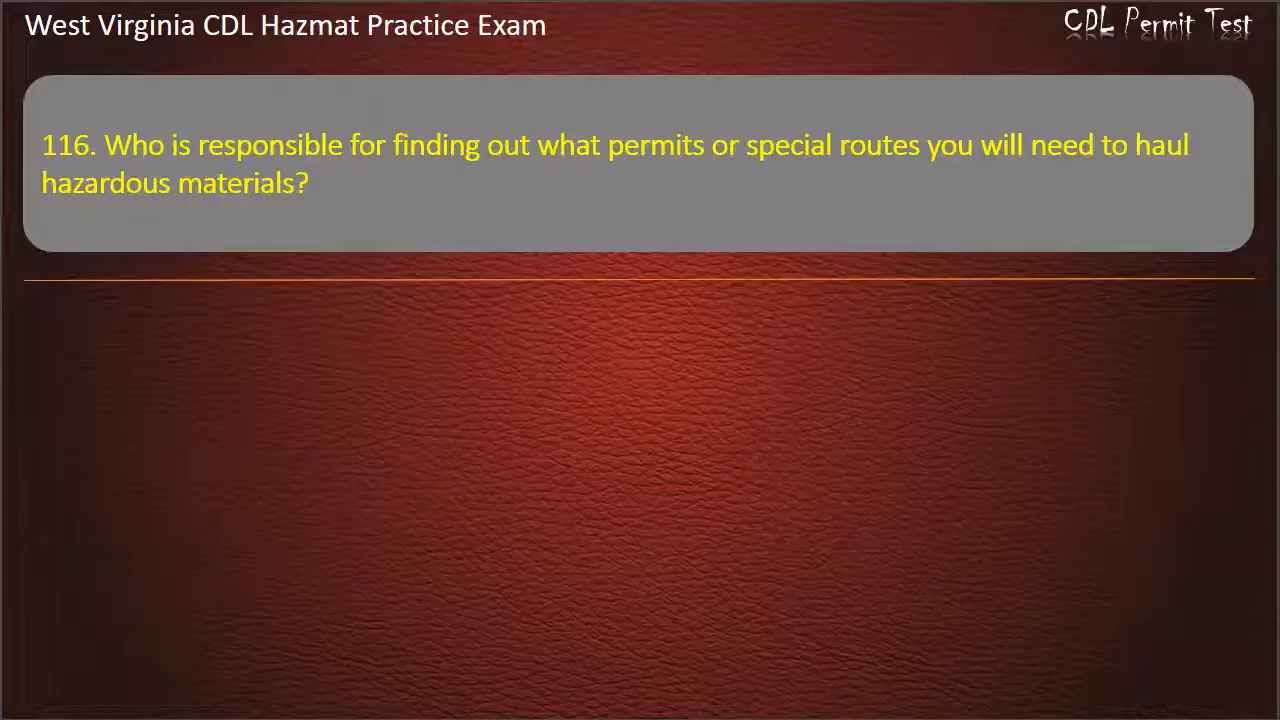 West Virginia CDL Hazmat Practice Exam
CDL Permit Test
116. Who is responsible for finding out what permits or special routes you will need to haul
hazardous materials?